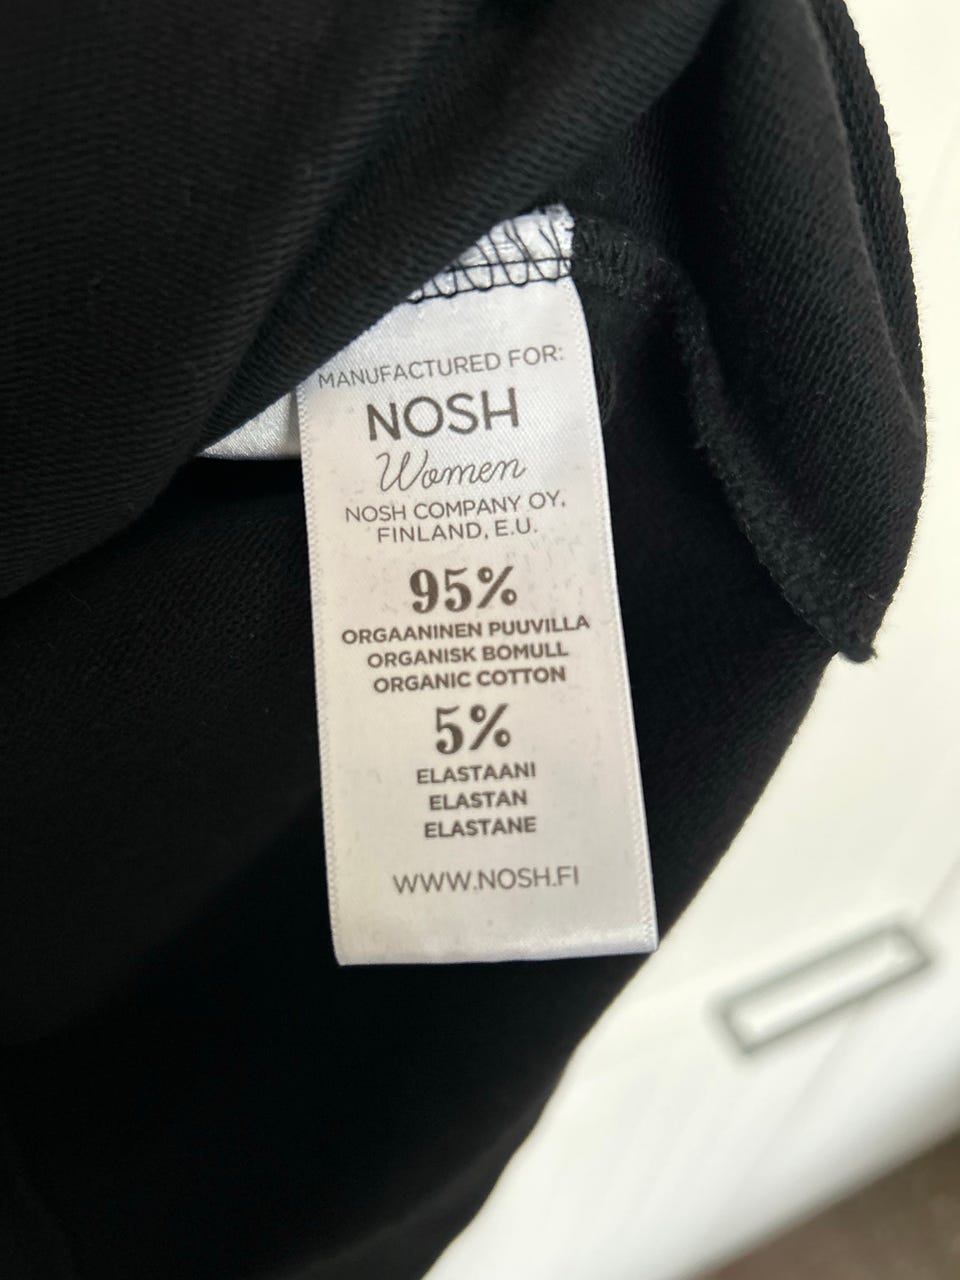 MANUFACTURED FOR:
NOSH
Women
NOSH COMPANY OY,
FINLAND, E.U.
95%
ORGAANINEN PUUVILLA
ORGANISK BOMULL
ORGANIC COTTON
5%
ELASTAANI
ELASTAN
ELASTANE
WWW.NOSH.FI